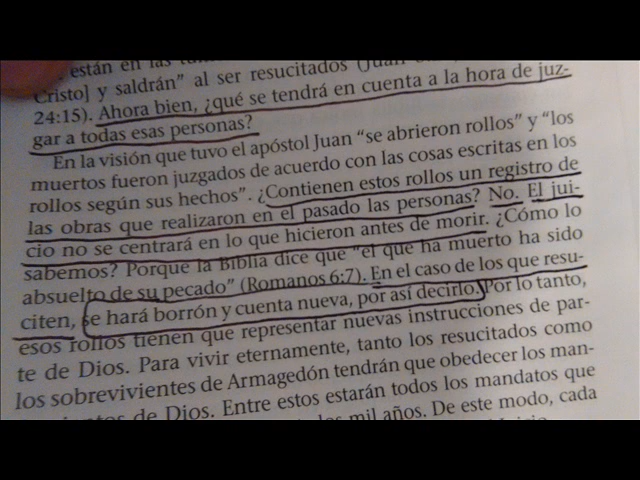 están en las
Cristo] y saldrán” al ser resucitados (Juan
24:15). Ahora bien, ¿qué se tendrá en cuenta a la hora de juz-
gar a todas esas personas?
En la visión que tuvo el apóstol Juan “se abrieron rollos” y “los
muertos fueron juzgados de acuerdo con las cosas escritas en los
rollos según sus hechos”. ¿Contienen estos rollos un registro de
las obras que realizaron en el pasado las personas? No. El jui-
cio no se centrará en lo que hicieron antes de morir. ¿Cómo lo
sabemos? Porque la Biblia dice que “el que ha muerto ha sido
absuelto de su pecado” (Romanos 6:7). En el caso de los que resu-
citen, se hará borrón y cuenta nueva, por así decirlo. Por lo tanto,
esos rollos tienen que representar nuevas instrucciones de par-
te de Dios. Para vivir eternamente, tanto los resucitados como
los sobrevivientes de Armagedón tendrán que obedecer los man-
de Dios. Entre estos estarán todos los mandatos que
mil años. De este modo, cada